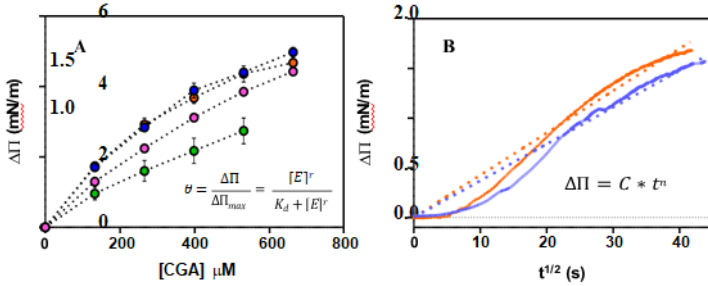 A
6
1.5
4
1.0
2
0
ΔΠ (mN/m)
ϑ = ΔΠ / ΔΠmax = [E]^r / K_d + [E]^r
0 200 400 600 800
[CGA] μM
B
2.0
0.5
0.0
ΔΠ (mN/m)
ΔΠ = C * t^n
0 10 20 30 40
t^1/2 (s)